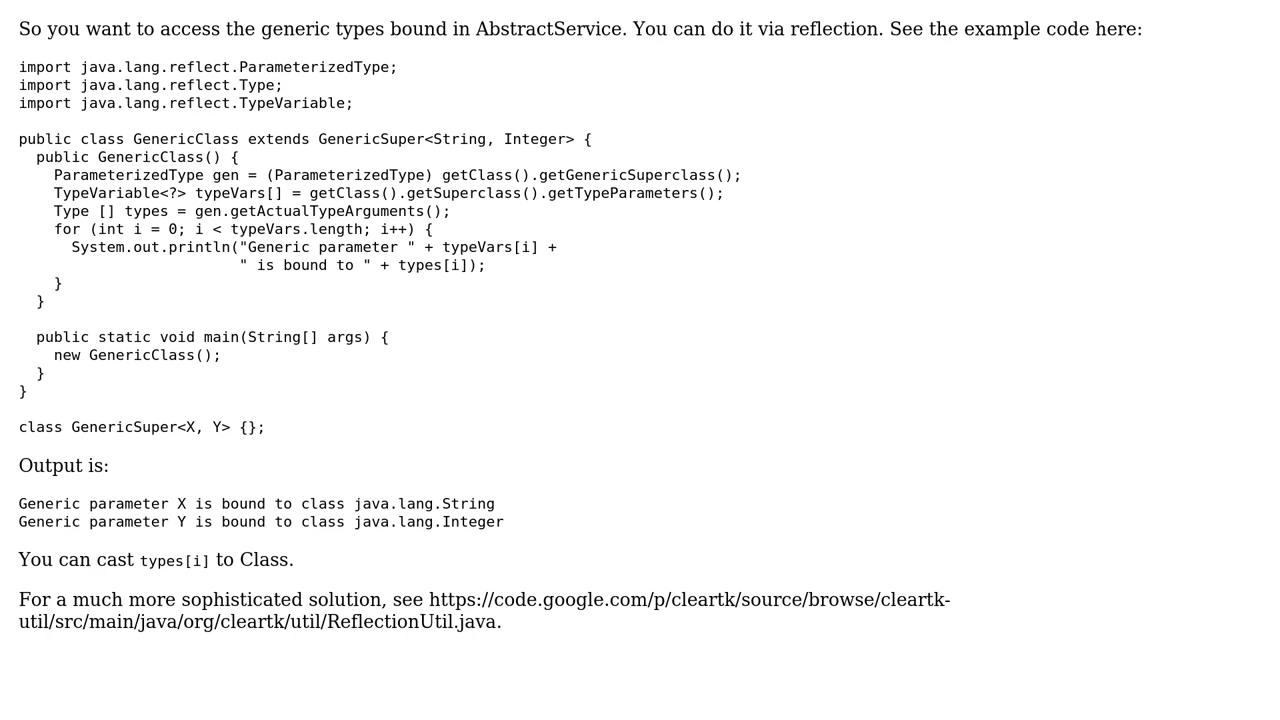 So you want to access the generic types bound in AbstractService. You can do it via reflection. See the example code here:
import java.lang.reflect.ParameterizedType;
import java.lang.reflect.Type;
import java.lang.reflect.TypeVariable;

public class GenericClass extends GenericSuper<String, Integer> {
  public GenericClass() {
    ParameterizedType gen = (ParameterizedType) getClass().getGenericSuperclass();
    TypeVariable<?> typeVars[] = getClass().getSuperclass().getTypeParameters();
    Type [] types = gen.getActualTypeArguments();
    for (int i = 0; i < typeVars.length; i++) {
      System.out.println("Generic parameter " + typeVars[i] +
                         " is bound to " + types[i]);
    }
  }

  public static void main(String[] args) {
    new GenericClass();
  }
}

class GenericSuper<X, Y> {};
Output is:
Generic parameter X is bound to class java.lang.String
Generic parameter Y is bound to class java.lang.Integer
You can cast types[i] to Class.
For a much more sophisticated solution, see https://code.google.com/p/cleartk/source/browse/cleartk-
util/src/main/java/org/cleartk/util/ReflectionUtil.java.